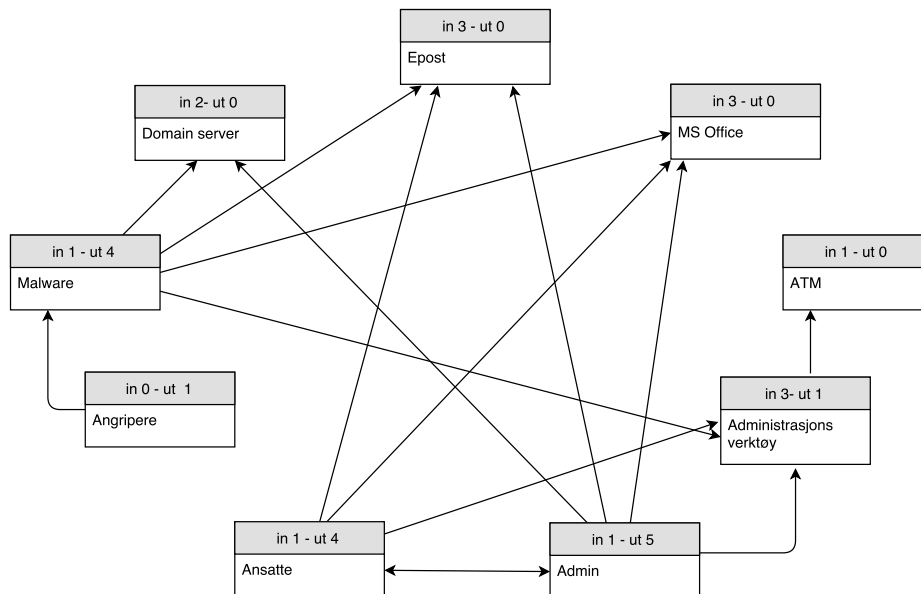 in 3 - ut 0
Epost
in 2- ut 0
Domain server
in 3 - ut 0
MS Office
in 1 - ut 4
Malware
in 1 - ut 0
ATM
in 0 - ut 1
Angripere
in 3- ut 1
Administrasjons
verktøy
in 1 - ut 4
Ansatte
in 1 - ut 5
Admin